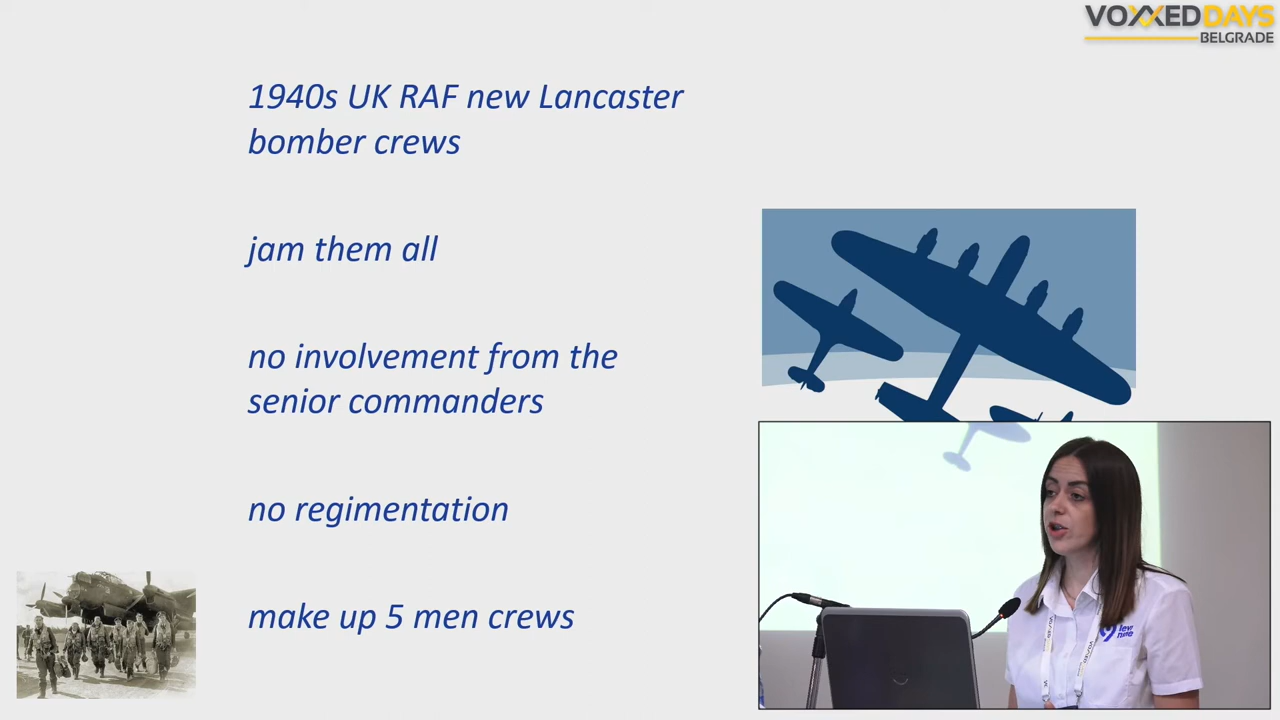 VOXXED DAYS
BELGRADE
1940s UK RAF new Lancaster
bomber crews
jam them all
no involvement from the
senior commanders
no regimentation
make up 5 men crews